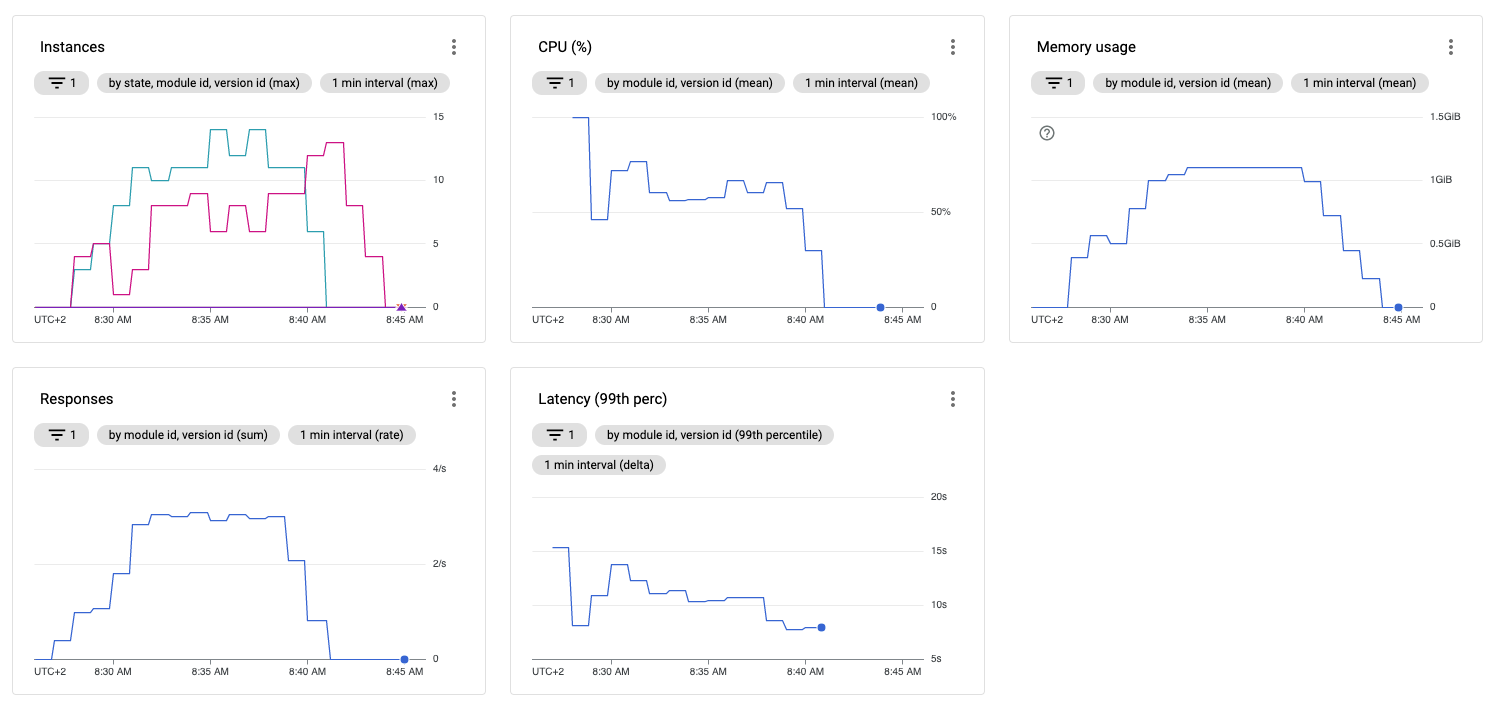 Instances
1
by state, module id, version id (max)
1 min interval (max)
15
10
5
0
UTC+2
8:30 AM
8:35 AM
8:40 AM
8:45 AM
CPU (%)
1
by module id, version id (mean)
1 min interval (mean)
100%
50%
0
UTC+2
8:30 AM
8:35 AM
8:40 AM
8:45 AM
Memory usage
1
by module id, version id (mean)
1 min interval (mean)
?
1.5GiB
1GiB
0.5GiB
0
UTC+2
8:30 AM
8:35 AM
8:40 AM
8:45 AM
Responses
1
by module id, version id (sum)
1 min interval (rate)
4/s
2/s
0
UTC+2
8:30 AM
8:35 AM
8:40 AM
8:45 AM
Latency (99th perc)
1
by module id, version id (99th percentile)
1 min interval (delta)
20s
15s
10s
5s
UTC+2
8:30 AM
8:35 AM
8:40 AM
8:45 AM